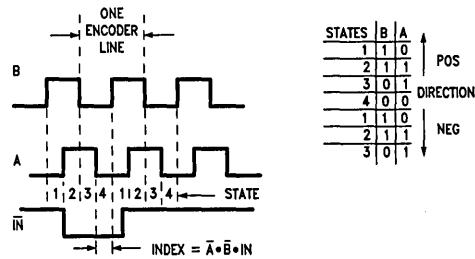 ONE
ENCODER
LINE
B
A
1 2 3 4 1 2 3 4 STATE
IN
INDEX = A̅•B̅•IN
STATES B A
1 1 0
2 1 1
3 0 1
4 0 0
1 1 0
2 1 1
3 0 1
POS
DIRECTION
NEG